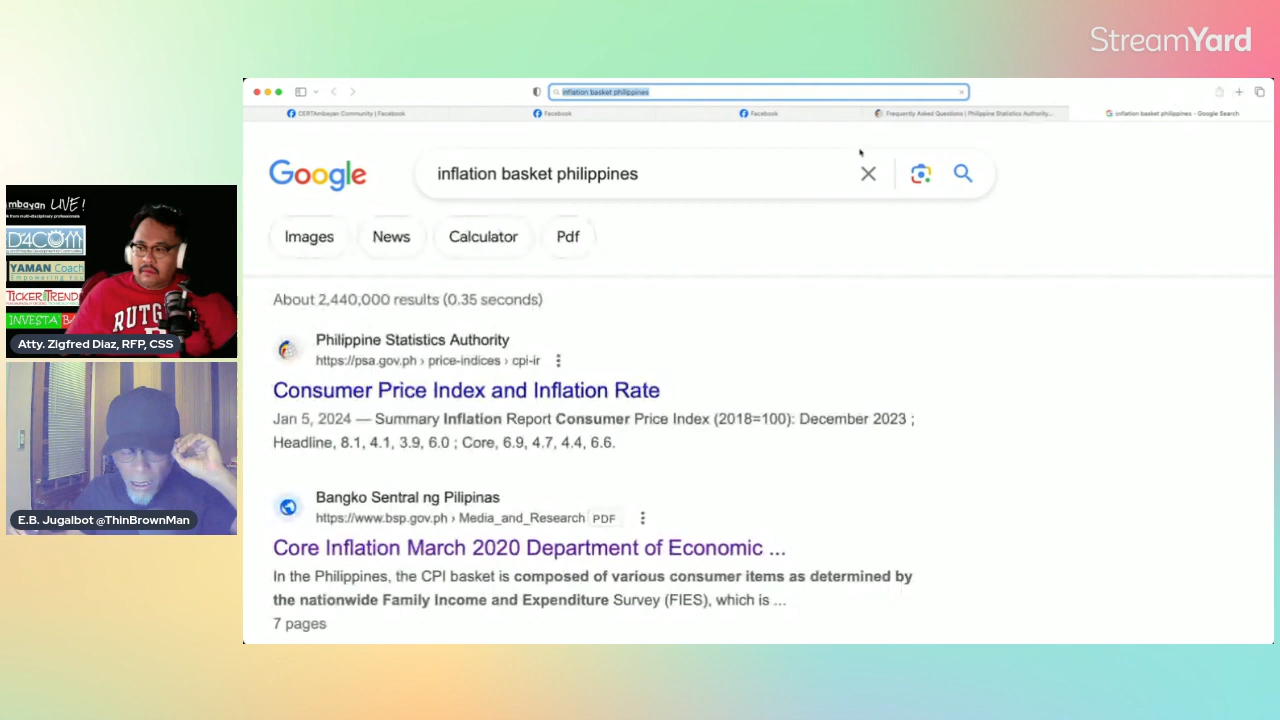 StreamYard
inflation basket philippines
CERTAmbayan Community | Facebook
Facebook
Facebook
Frequently Asked Questions | Philippine Statistics Authority...
inflation basket philippines - Google Search
Google
inflation basket philippines
Images
News
Calculator
Pdf
About 2,440,000 results (0.35 seconds)
Philippine Statistics Authority
https://psa.gov.ph › price-indices › cpi-ir
Consumer Price Index and Inflation Rate
Jan 5, 2024 — Summary Inflation Report Consumer Price Index (2018=100): December 2023 ;
Headline, 8.1, 4.1, 3.9, 6.0 ; Core, 6.9, 4.7, 4.4, 6.6.
Bangko Sentral ng Pilipinas
https://www.bsp.gov.ph › Media_and_Research PDF
Core Inflation March 2020 Department of Economic ...
In the Philippines, the CPI basket is composed of various consumer items as determined by
the nationwide Family Income and Expenditure Survey (FIES), which is ...
7 pages
mbayan LIVE!
from multi-disciplinary professionals
D4COM
YAMAN Coach
Empowering You
TICKER TREND
INVESTA
RUTG
Atty. Zigfred Diaz, RFP, CSS
E.B. Jugalbot @ThinBrownMan